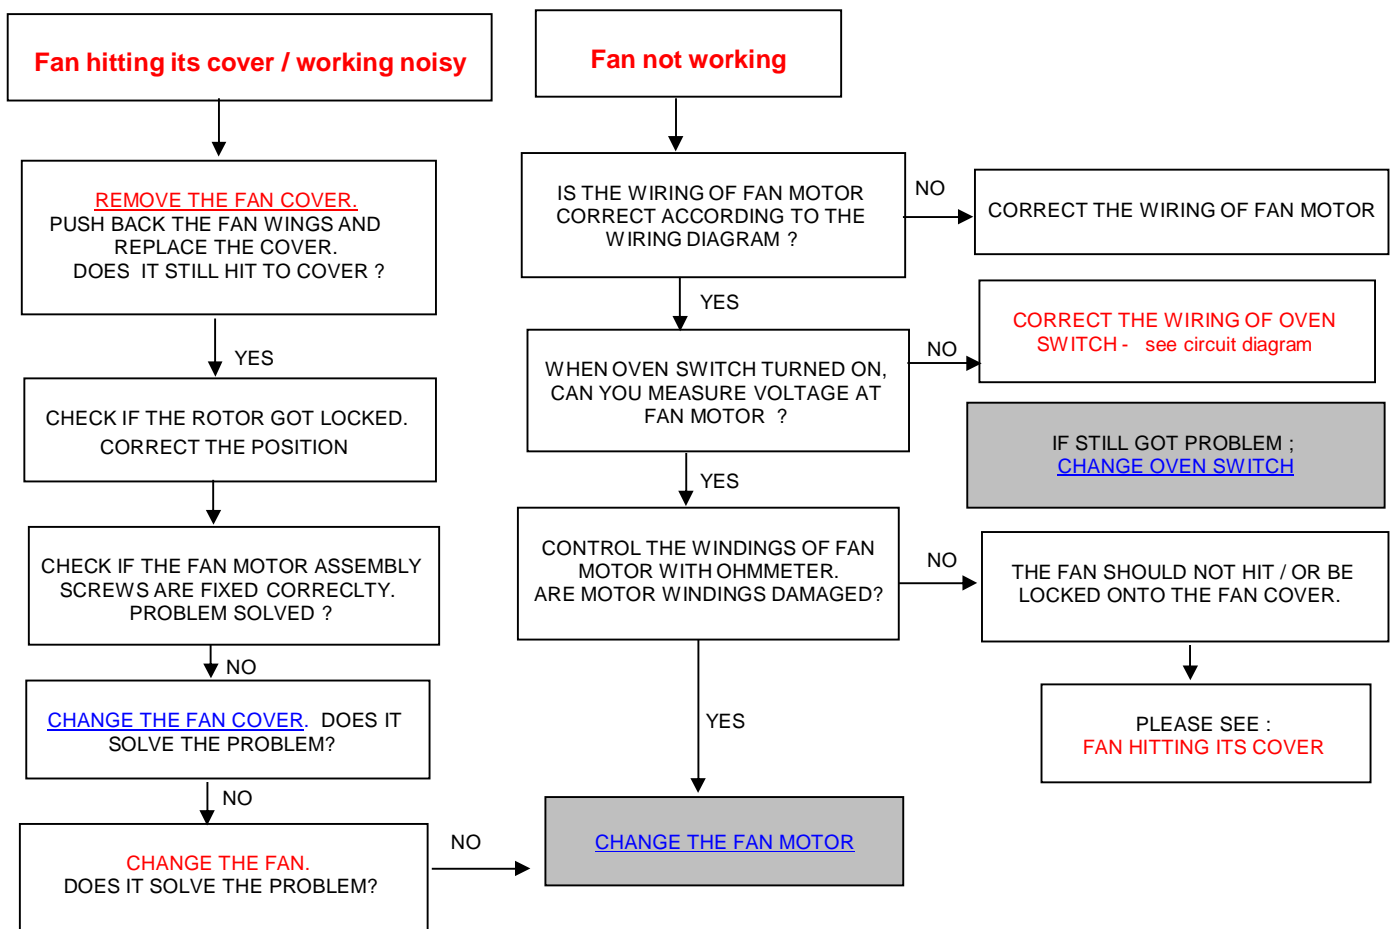 Fan hitting its cover / working noisy
REMOVE THE FAN COVER.
PUSH BACK THE FAN WINGS AND
REPLACE THE COVER.
DOES IT STILL HIT TO COVER ?
YES
CHECK IF THE ROTOR GOT LOCKED.
CORRECT THE POSITION
CHECK IF THE FAN MOTOR ASSEMBLY
SCREWS ARE FIXED CORRECLTY.
PROBLEM SOLVED ?
NO
CHANGE THE FAN COVER. DOES IT
SOLVE THE PROBLEM?
NO
CHANGE THE FAN.
DOES IT SOLVE THE PROBLEM?
NO
Fan not working
IS THE WIRING OF FAN MOTOR
CORRECT ACCORDING TO THE
WIRING DIAGRAM ?
NO
CORRECT THE WIRING OF FAN MOTOR
YES
WHEN OVEN SWITCH TURNED ON,
CAN YOU MEASURE VOLTAGE AT
FAN MOTOR ?
NO
CORRECT THE WIRING OF OVEN
SWITCH - see circuit diagram
IF STILL GOT PROBLEM ;
CHANGE OVEN SWITCH
YES
CONTROL THE WINDINGS OF FAN
MOTOR WITH OHMMETER.
ARE MOTOR WINDINGS DAMAGED?
NO
THE FAN SHOULD NOT HIT / OR BE
LOCKED ONTO THE FAN COVER.
PLEASE SEE :
FAN HITTING ITS COVER
YES
CHANGE THE FAN MOTOR